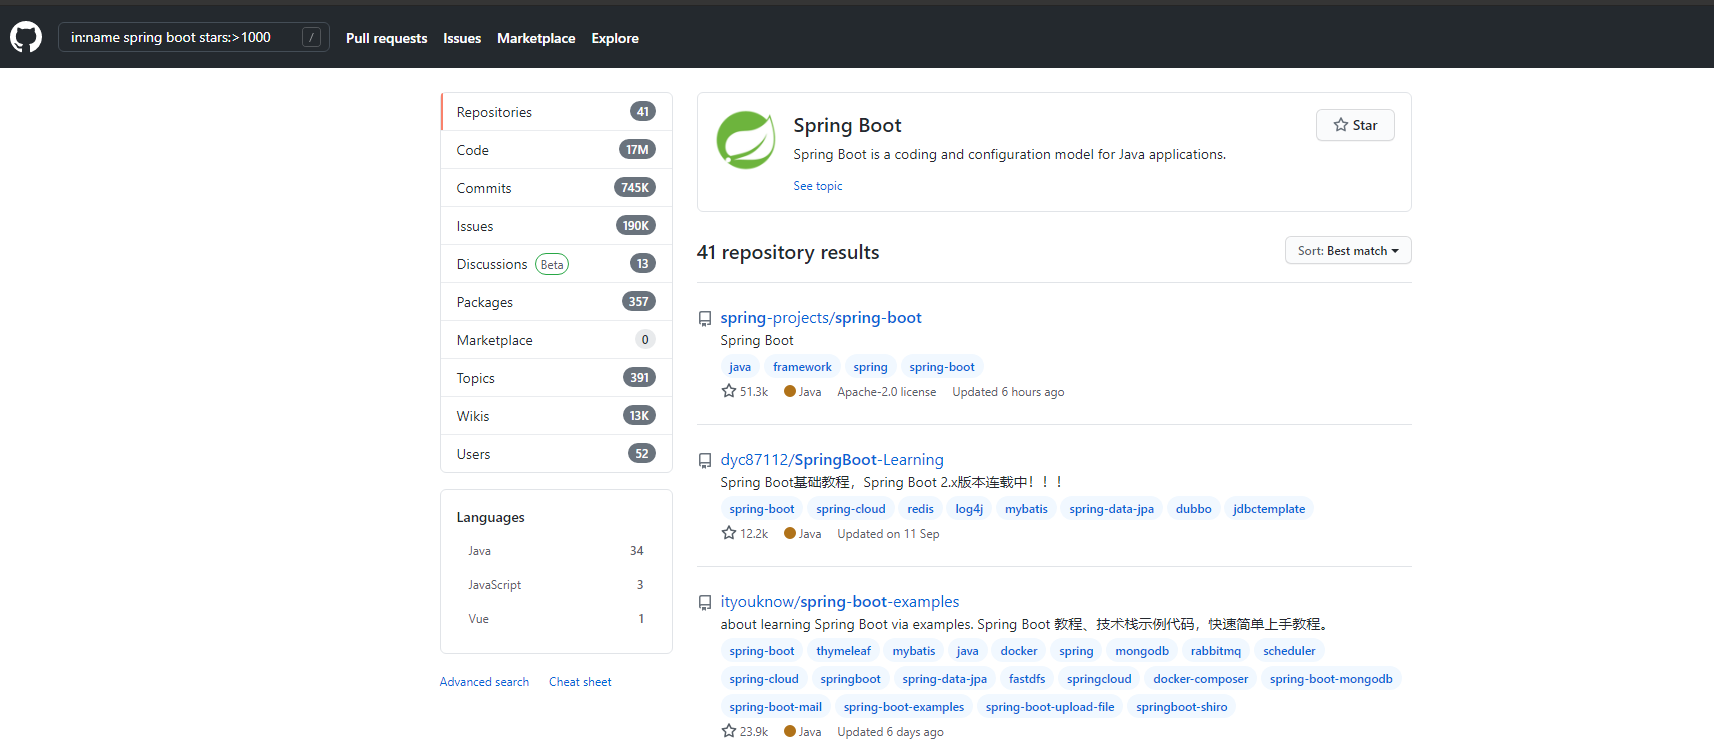 in:name spring boot stars:>1000 / Pull requests Issues Marketplace Explore
Repositories 41
Code 17M
Commits 745K
Issues 190K
Discussions Beta 13
Packages 357
Marketplace 0
Topics 391
Wikis 13K
Users 52
Languages
Java 34
JavaScript 3
Vue 1
Advanced search Cheat sheet
Spring Boot
Star
Spring Boot is a coding and configuration model for Java applications.
See topic
41 repository results
Sort: Best match
spring-projects/spring-boot
Spring Boot
java framework spring spring-boot
51.3k Java Apache-2.0 license Updated 6 hours ago
dyc87112/SpringBoot-Learning
Spring Boot基础教程，Spring Boot 2.x版本连载中！！！
spring-boot spring-cloud redis log4j mybatis spring-data-jpa dubbo jdbctemplate
12.2k Java Updated on 11 Sep
ityouknow/spring-boot-examples
about learning Spring Boot via examples. Spring Boot 教程、技术栈示例代码，快速简单上手教程。
spring-boot thymeleaf mybatis java docker spring mongodb rabbitmq scheduler
spring-cloud springboot spring-data-jpa fastdfs springcloud docker-composer spring-boot-mongodb
spring-boot-mail spring-boot-examples spring-boot-upload-file springboot-shiro
23.9k Java Updated 6 days ago